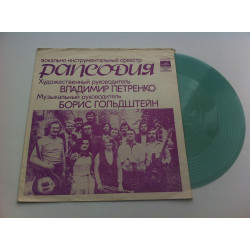 вокально-инструментальный оркестр
РАПСОДИЯ
Художественный руководитель
ВЛАДИМИР ПЕТРЕНКО
Музыкальный руководитель
БОРИС ГОЛЬДШТЕЙН